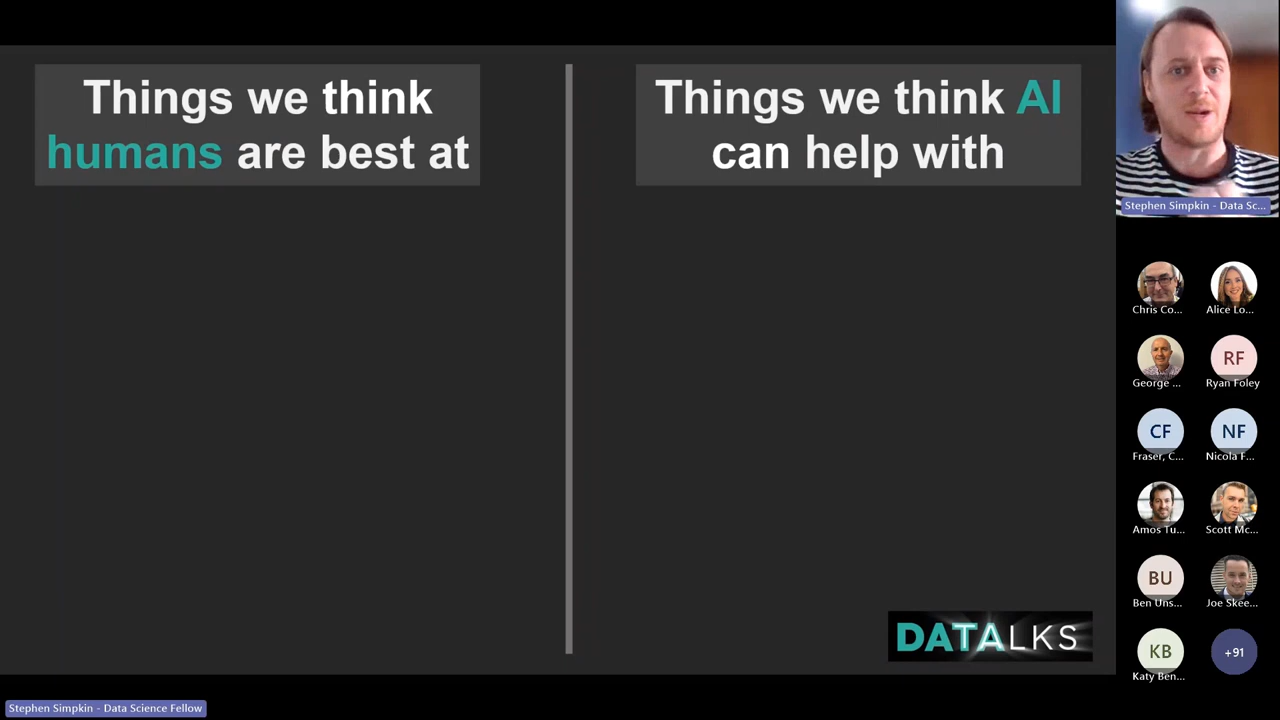 Things we think
humans are best at
Things we think AI
can help with
DATALKS
Stephen Simpkin - Data Sc...
Chris Co...
Alice Lo...
George ...
RF
Ryan Foley
CF
Fraser, C...
NF
Nicola F...
Amos Tu...
Scott Mc...
BU
Ben Uns...
Joe Skee...
KB
Katy Ben...
+91
Stephen Simpkin - Data Science Fellow